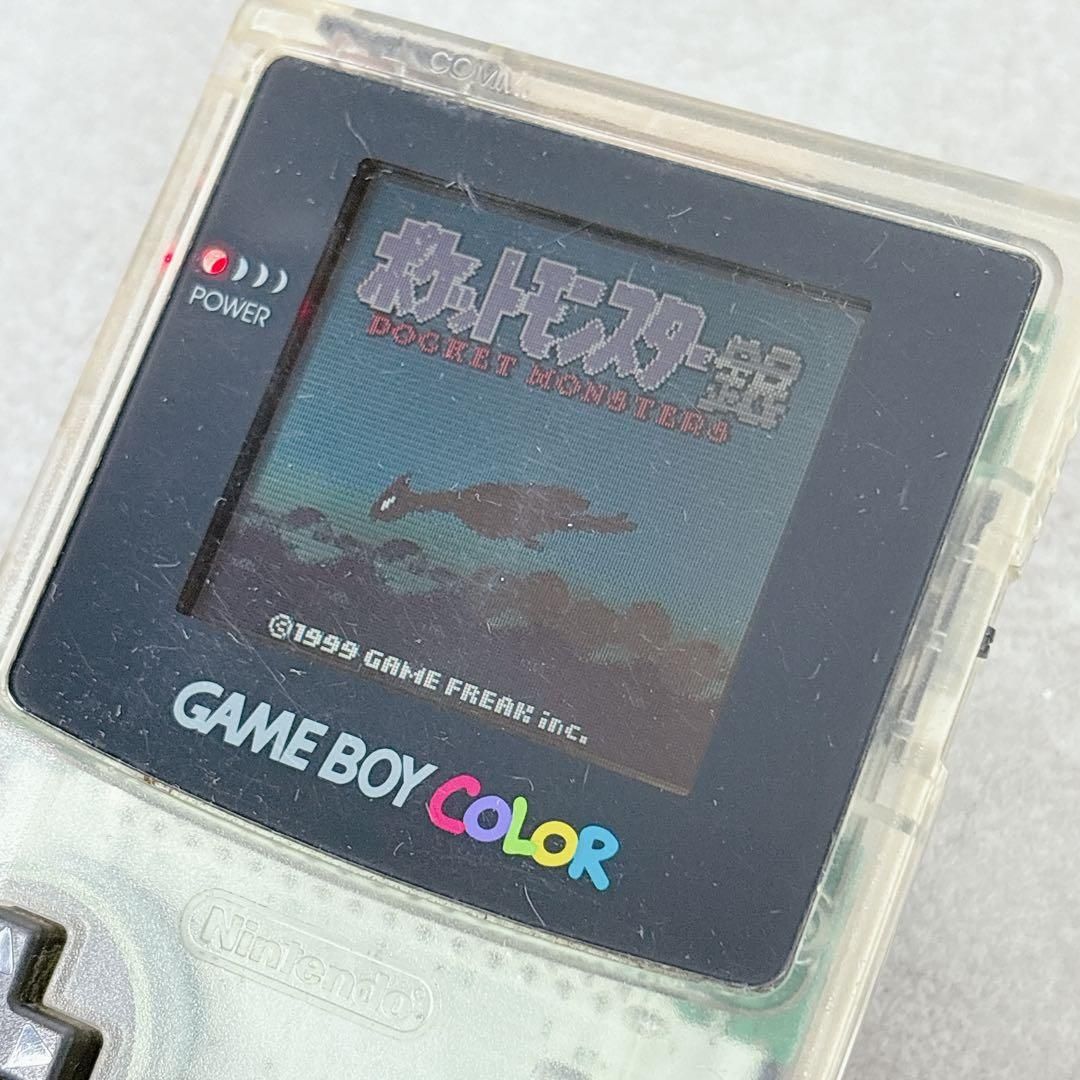 COMM.
POWER
ポケットモンスター銀
POCKET MONSTERS
©1999 GAME FREAK inc.
GAME BOY COLOR
Nintendo